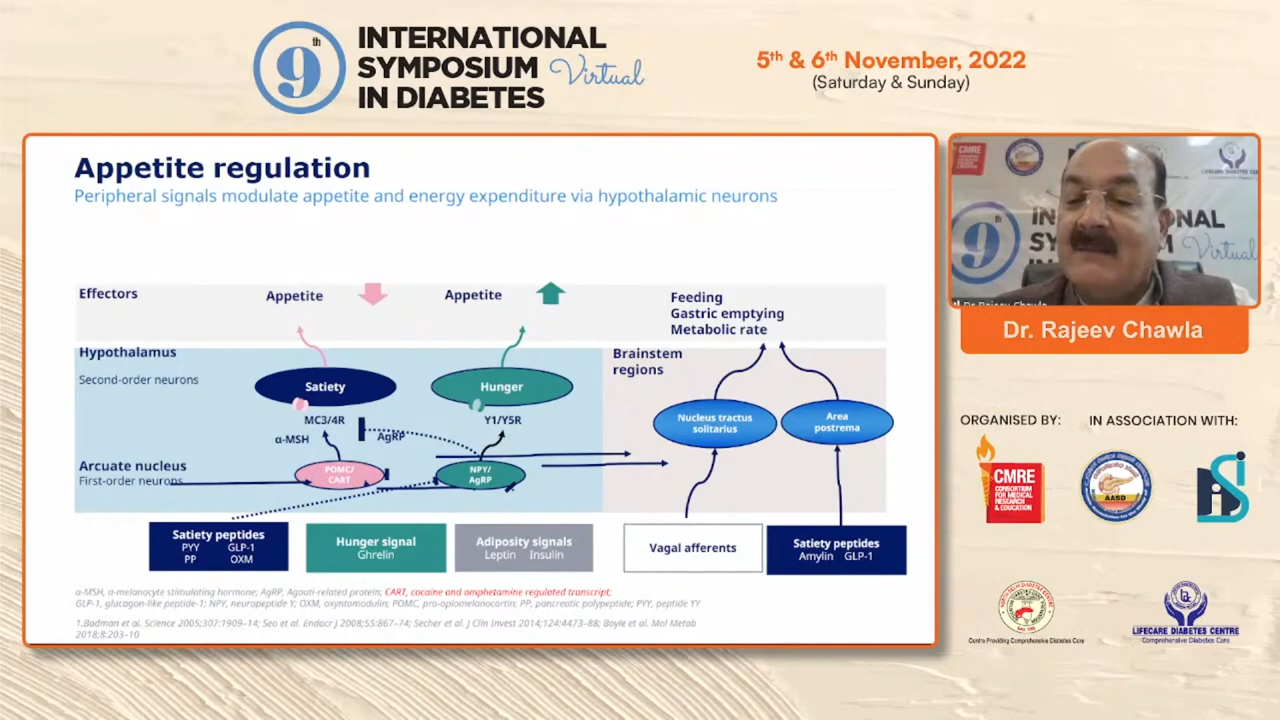 9th
INTERNATIONAL
SYMPOSIUM Virtual
IN DIABETES
5th & 6th November, 2022
(Saturday & Sunday)
Appetite regulation
Peripheral signals modulate appetite and energy expenditure via hypothalamic neurons
Effectors
Appetite
Appetite
Feeding
Gastric emptying
Metabolic rate
Hypothalamus
Second-order neurons
Satiety
Hunger
Brainstem
regions
MC3/4R
Y1/Y5R
α-MSH
AgRP
Nucleus tractus
solitarius
Area
postrema
Arcuate nucleus
First-order neurons
POMC/
CART
NPY/
AgRP
Satiety peptides
PYY GLP-1
PP OXM
Hunger signal
Ghrelin
Adiposity signals
Leptin Insulin
Vagal afferents
Satiety peptides
Amylin GLP-1
α-MSH, α-melanocyte stimulating hormone; AgRP, Agouti-related protein; CART, cocaine and amphetamine regulated transcript;
GLP-1, glucagon-like peptide-1; NPY, neuropeptide Y; OXM, oxyntomodulin; POMC, pro-opiomelanocortin; PP, pancreatic polypeptide; PYY, peptide YY
1.Badman et al. Science 2005;307:1909–14; Seo et al. Endocr J 2008;55:867–74; Secher et al. J Clin Invest 2014;124:4473–88; Boyle et al. Mol Metab
2018;8:203–10
CMRE
9th
Virtual
Dr. Rajeev Chawla
Dr. Rajeev Chawla
ORGANISED BY:
IN ASSOCIATION WITH:
CMRE
CONSORTIUM
FOR MEDICAL
RESEARCH
& EDUCATION
AASD
Centre Providing Comprehensive Diabetes Care
LIFECARE DIABETES CENTRE
Comprehensive Diabetes Care